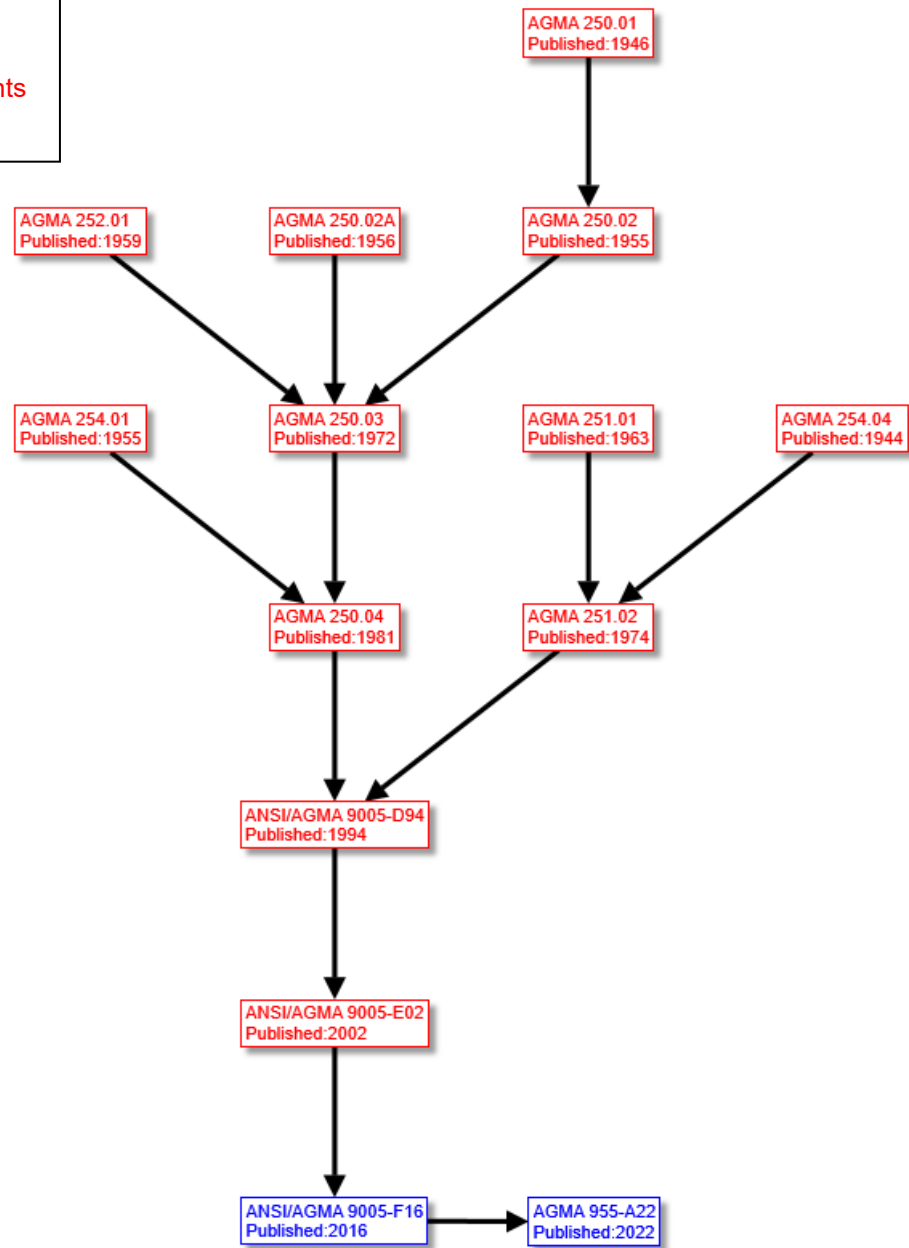 AGMA 250.01
Published:1946
AGMA 252.01
Published:1959
AGMA 250.02A
Published:1956
AGMA 250.02
Published:1955
AGMA 254.01
Published:1955
AGMA 250.03
Published:1972
AGMA 251.01
Published:1963
AGMA 254.04
Published:1944
AGMA 250.04
Published:1981
AGMA 251.02
Published:1974
ANSI/AGMA 9005-D94
Published:1994
ANSI/AGMA 9005-E02
Published:2002
ANSI/AGMA 9005-F16
Published:2016
AGMA 955-A22
Published:2022